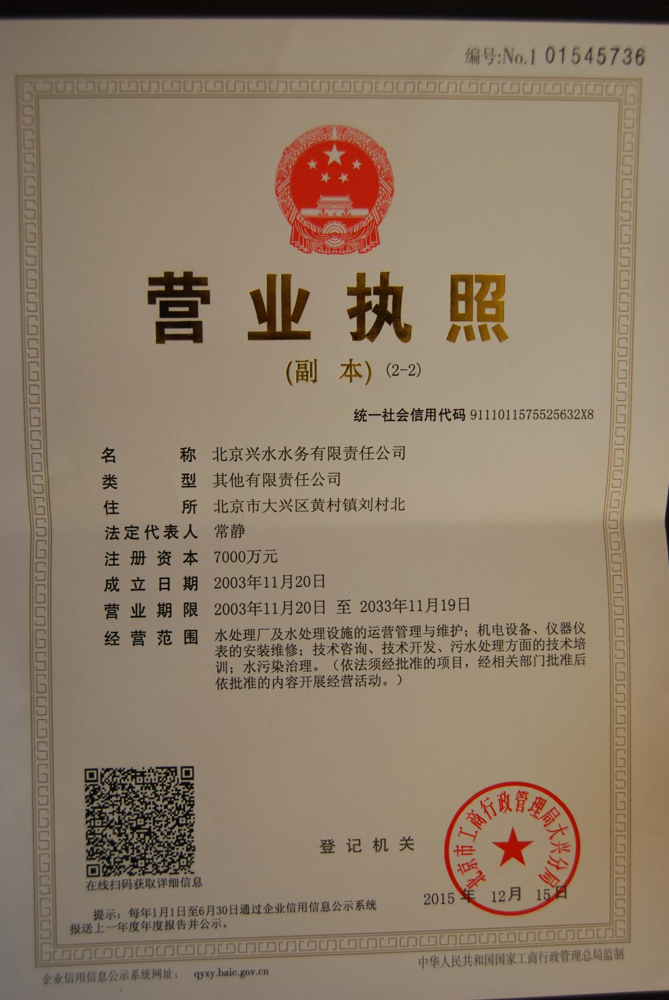 编号:No.1 01545736
营业执照
(副 本) (2-2)
统一社会信用代码 9111011575525632X8
名 称 北京兴水水务有限责任公司
类 型 其他有限责任公司
住 所 北京市大兴区黄村镇刘村北
法定代表人 常静
注册资本 7000万元
成立日期 2003年11月20日
营业期限 2003年11月20日 至 2033年11月19日
经营范围 水处理厂及水处理设施的运营管理与维护；机电设备、仪器仪
表的安装维修；技术咨询、技术开发、污水处理方面的技术培
训；水污染治理。（依法须经批准的项目，经相关部门批准后
依批准的内容开展经营活动。）
在线扫码获取详细信息
登记机关
北京市工商行政管理局大兴分局
2015 年 12月 15日
提示：每年1月1日至6月30日通过企业信用信息公示系统
报送上一年度年度报告并公示。
企业信用信息公示系统网址： qyxy.baic.gov.cn
中华人民共和国国家工商行政管理总局监制